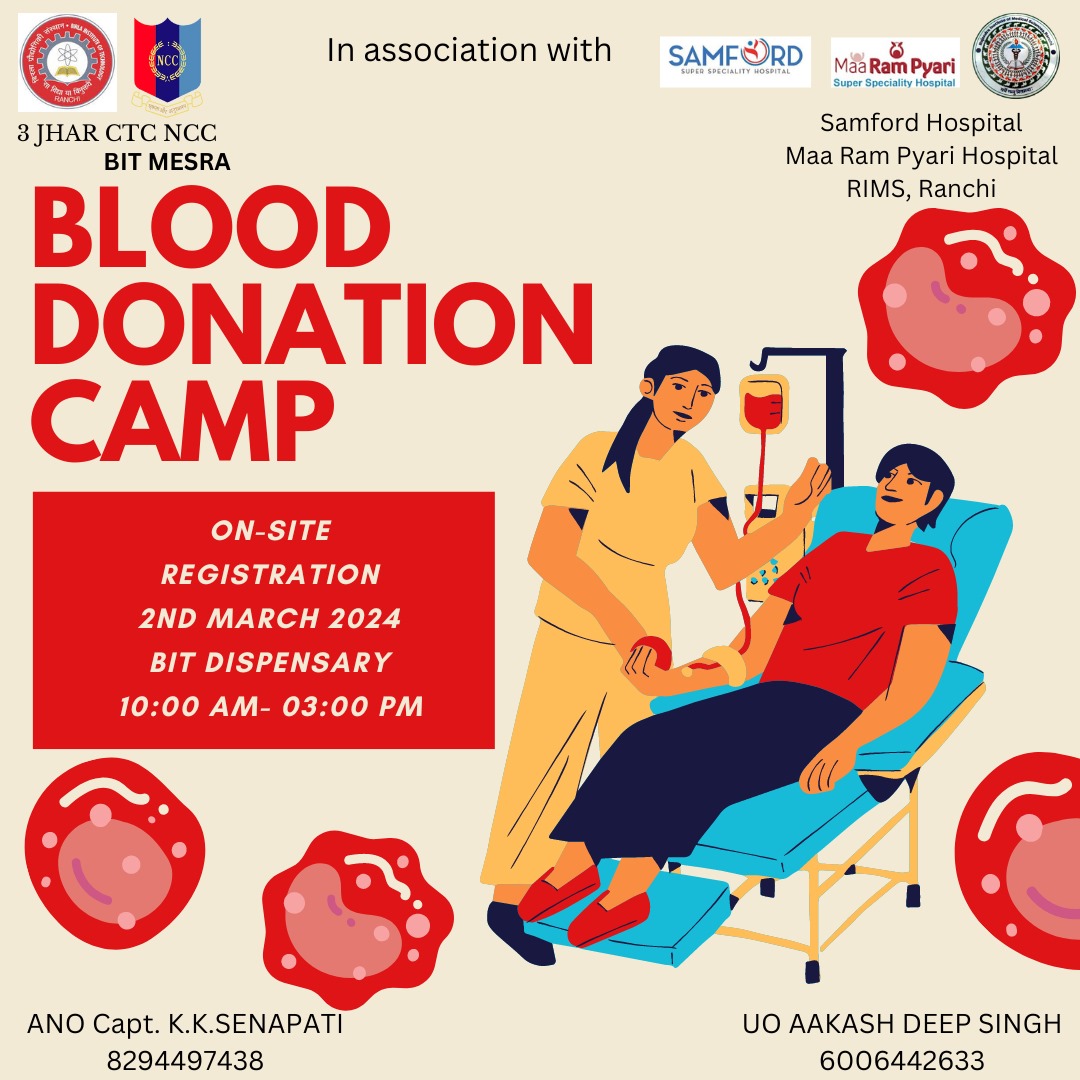 In association with
NCC
RANCHI
SAMFORD
SUPER SPECIALITY HOSPITAL
Maa Ram Pyari
Super Speciality Hospital
3 JHAR CTC NCC
BIT MESRA
Samford Hospital
Maa Ram Pyari Hospital
RIMS, Ranchi
BLOOD
DONATION
CAMP
ON-SITE
REGISTRATION
2ND MARCH 2024
BIT DISPENSARY
10:00 AM- 03:00 PM
ANO Capt. K.K.SENAPATI
8294497438
UO AAKASH DEEP SINGH
6006442633